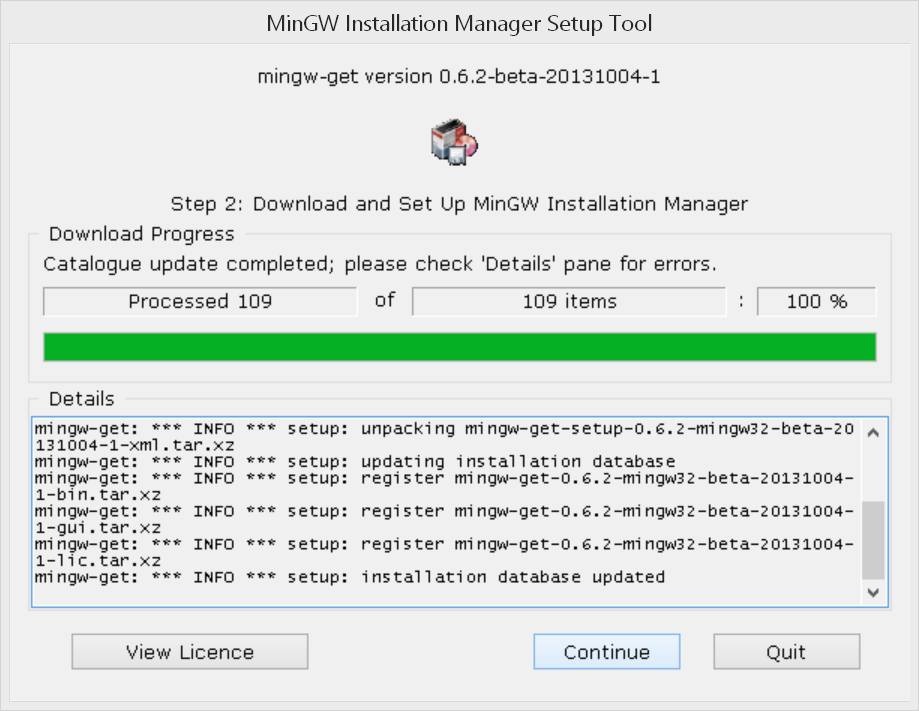 MinGW Installation Manager Setup Tool
mingw-get version 0.6.2-beta-20131004-1
Step 2: Download and Set Up MinGW Installation Manager
Download Progress
Catalogue update completed; please check 'Details' pane for errors.
Processed 109 of 109 items : 100 %
Details
mingw-get: *** INFO *** setup: unpacking mingw-get-setup-0.6.2-mingw32-beta-20
131004-1-xml.tar.xz
mingw-get: *** INFO *** setup: updating installation database
mingw-get: *** INFO *** setup: register mingw-get-0.6.2-mingw32-beta-20131004-
1-bin.tar.xz
mingw-get: *** INFO *** setup: register mingw-get-0.6.2-mingw32-beta-20131004-
1-gui.tar.xz
mingw-get: *** INFO *** setup: register mingw-get-0.6.2-mingw32-beta-20131004-
1-lic.tar.xz
mingw-get: *** INFO *** setup: installation database updated
View Licence Continue Quit